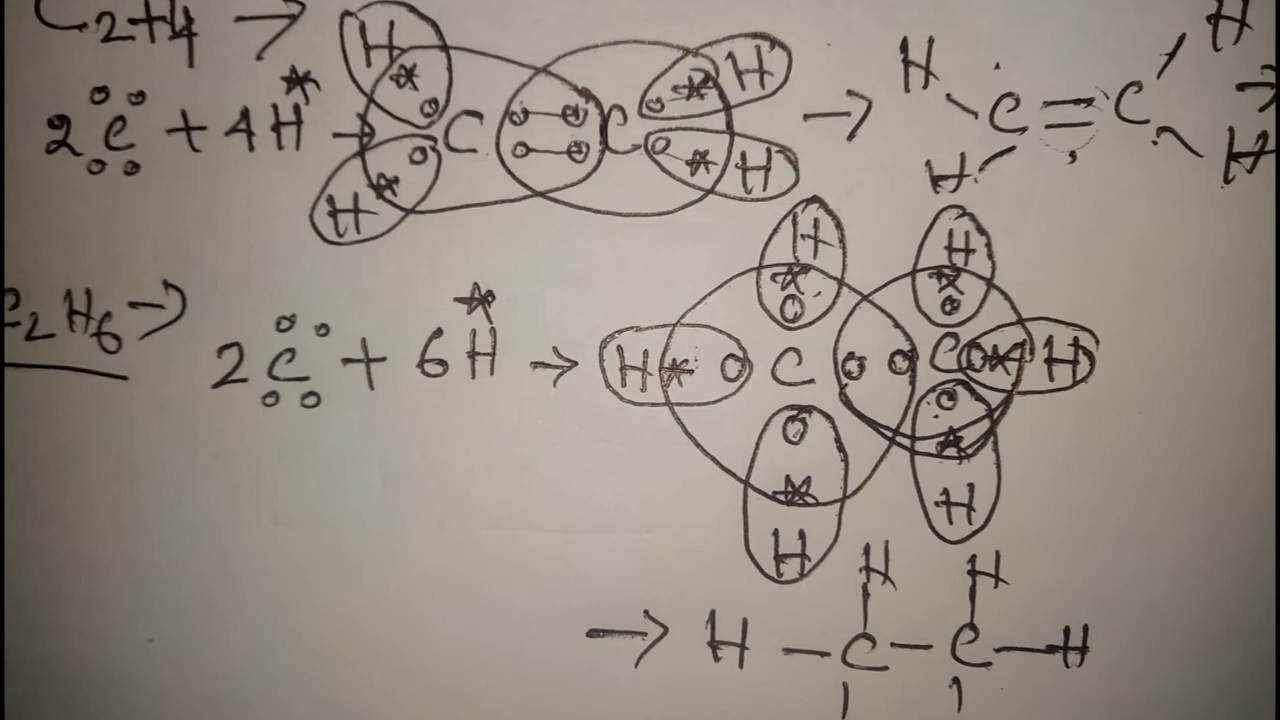 C2H4 →
2C + 4H* → H H C C H H → H H C = C H H →
C2H6 → 2C + 6H* → H H H C C H H H
→ H - C - C - H
H H